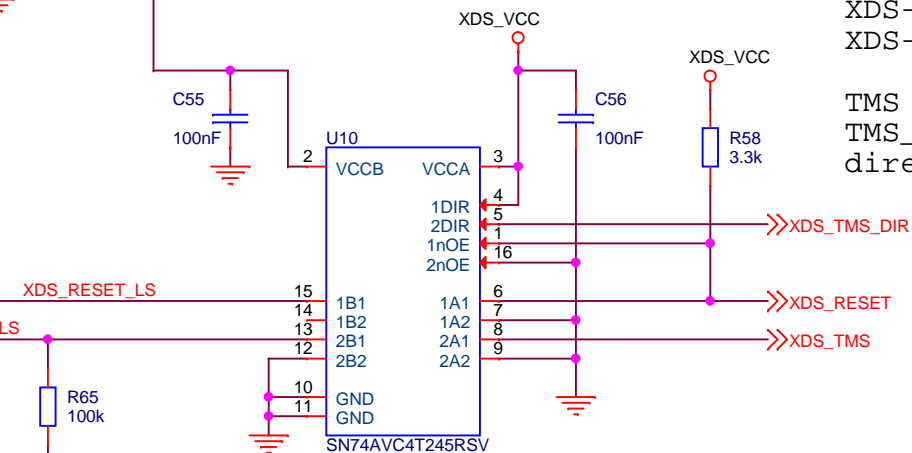 XDS-
XDS_VCC
XDS-
XDS_VCC
C55
100nF
C56
100nF
TMS
TMS_
dire
R58
3.3k
U10
2 VCCB VCCA 3
1DIR 4
2DIR 5 XDS_TMS_DIR
1nOE 1
2nOE 16
XDS_RESET_LS 15 1B1 1A1 6 XDS_RESET
14 1B2 1A2 7
LS 13 2B1 2A1 8 XDS_TMS
12 2B2 2A2 9
10 GND
11 GND
R65
100k
SN74AVC4T245RSV